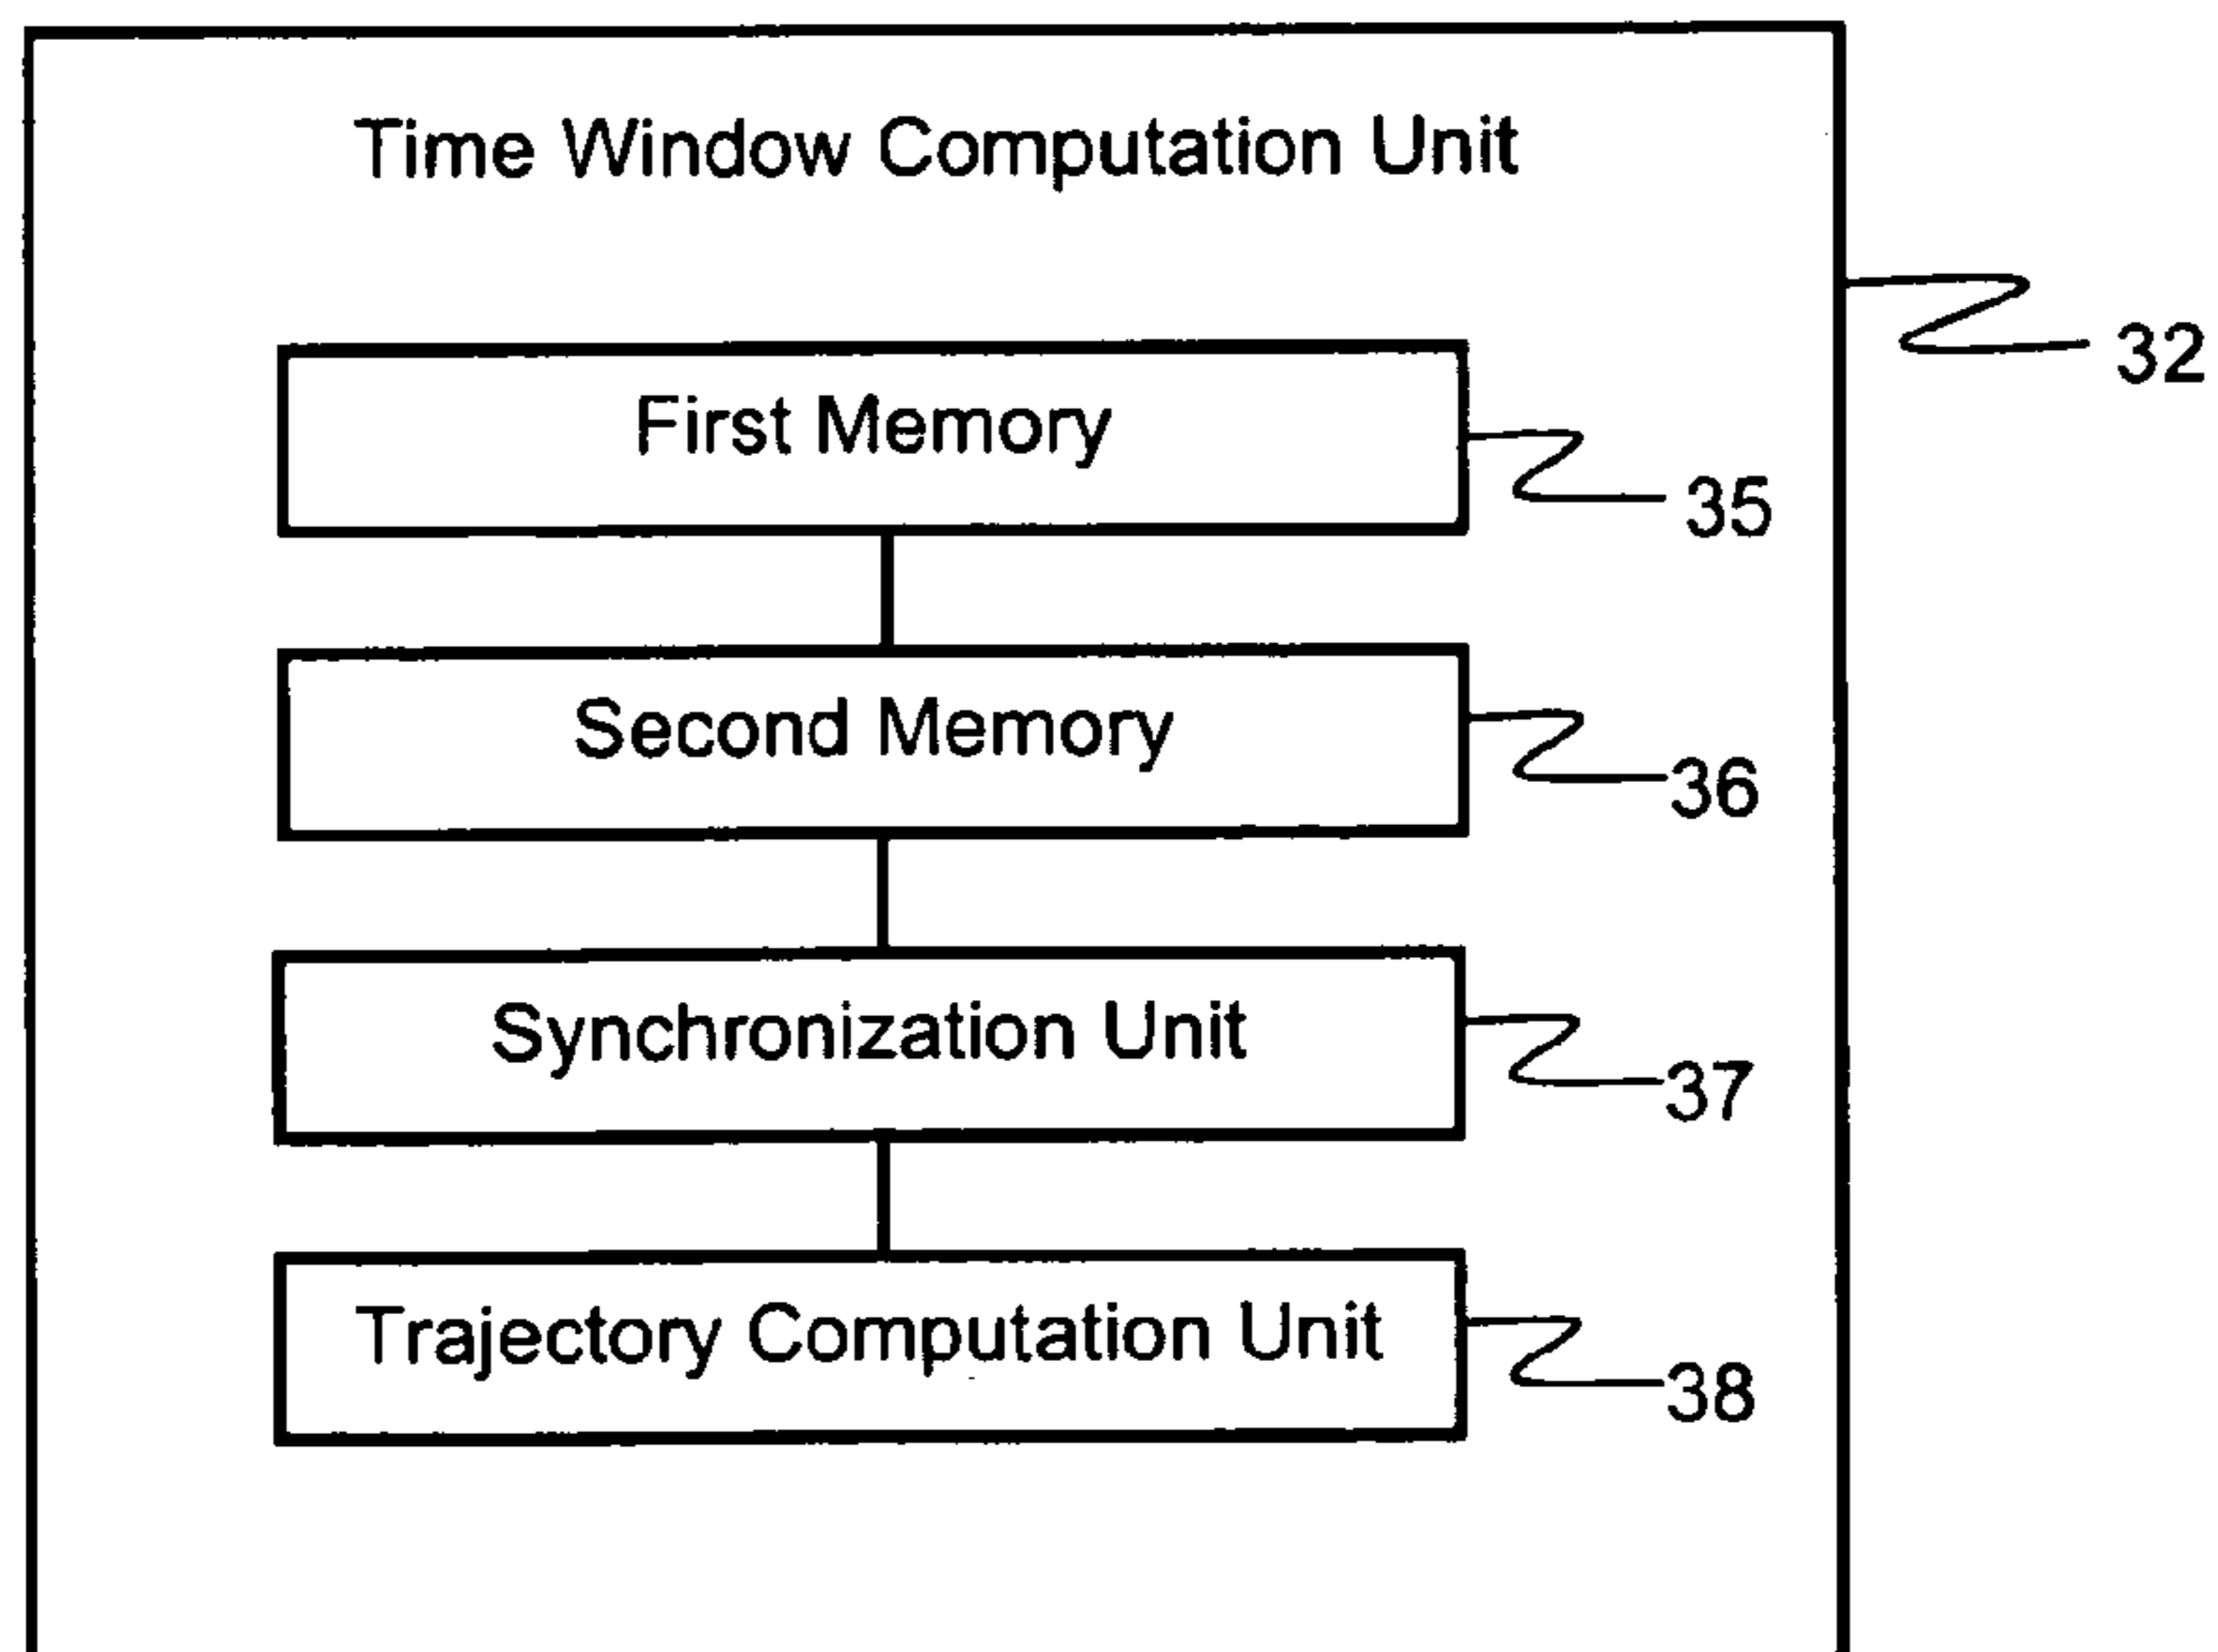 Time Window Computation Unit
32
First Memory
35
Second Memory
36
Synchronization Unit
37
Trajectory Computation Unit
38